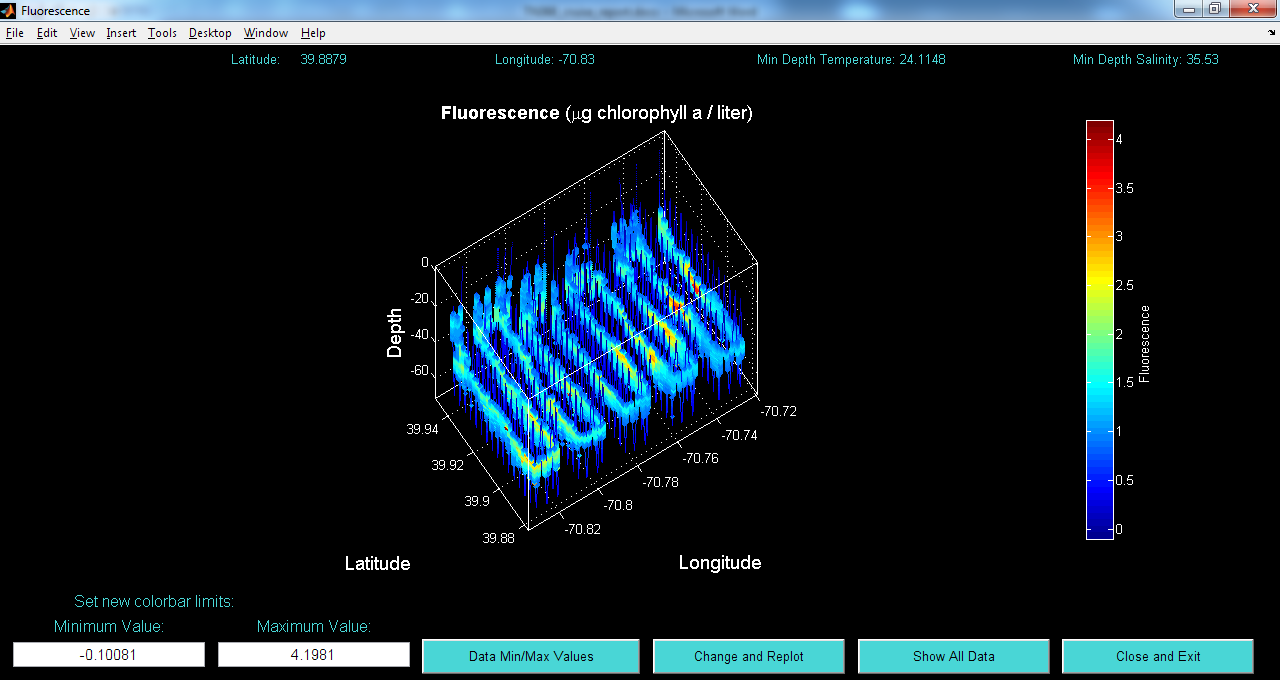 Fluorescence
File Edit View Insert Tools Desktop Window Help
Latitude: 39.8879 Longitude: -70.83 Min Depth Temperature: 24.1148 Min Depth Salinity: 35.53
Fluorescence (µg chlorophyll a / liter)
0
-20
-40
-60
Depth
39.94
39.92
39.9
39.88
Latitude
-70.72
-70.74
-70.76
-70.78
-70.8
-70.82
Longitude
4
3.5
3
2.5
2
1.5
1
0.5
0
Fluorescence
Set new colorbar limits:
Minimum Value: Maximum Value:
-0.10081 4.1981 Data Min/Max Values Change and Replot Show All Data Close and Exit